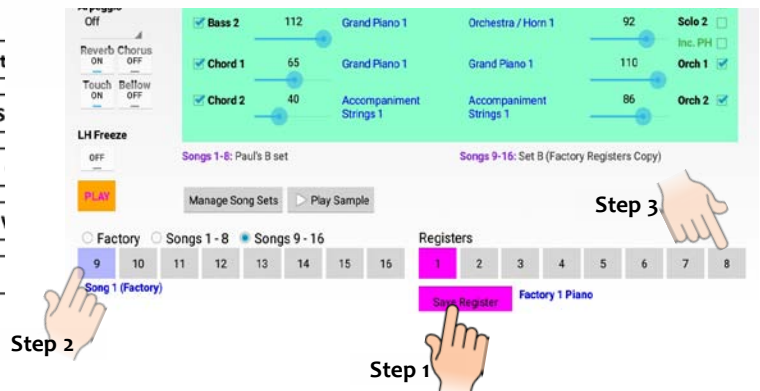 Off
Bass 2 112 Grand Piano 1 Orchestra / Horn 1 92 Solo 2
Inc. PH
Reverb Chorus
ON OFF
Chord 1 65 Grand Piano 1 Grand Piano 1 110 Orch 1
Touch Bellow
ON OFF
Chord 2 40 Accompaniment Strings 1 Accompaniment Strings 1 86 Orch 2
LH Freeze
OFF
Songs 1-8: Paul's B set Songs 9-16: Set B (Factory Registers Copy)
PLAY
Manage Song Sets Play Sample
Step 3
Factory Songs 1 - 8 Songs 9 - 16 Registers
9 10 11 12 13 14 15 16 1 2 3 4 5 6 7 8
Song 1 (Factory)
Save Register Factory 1 Piano
Step 2
Step 1